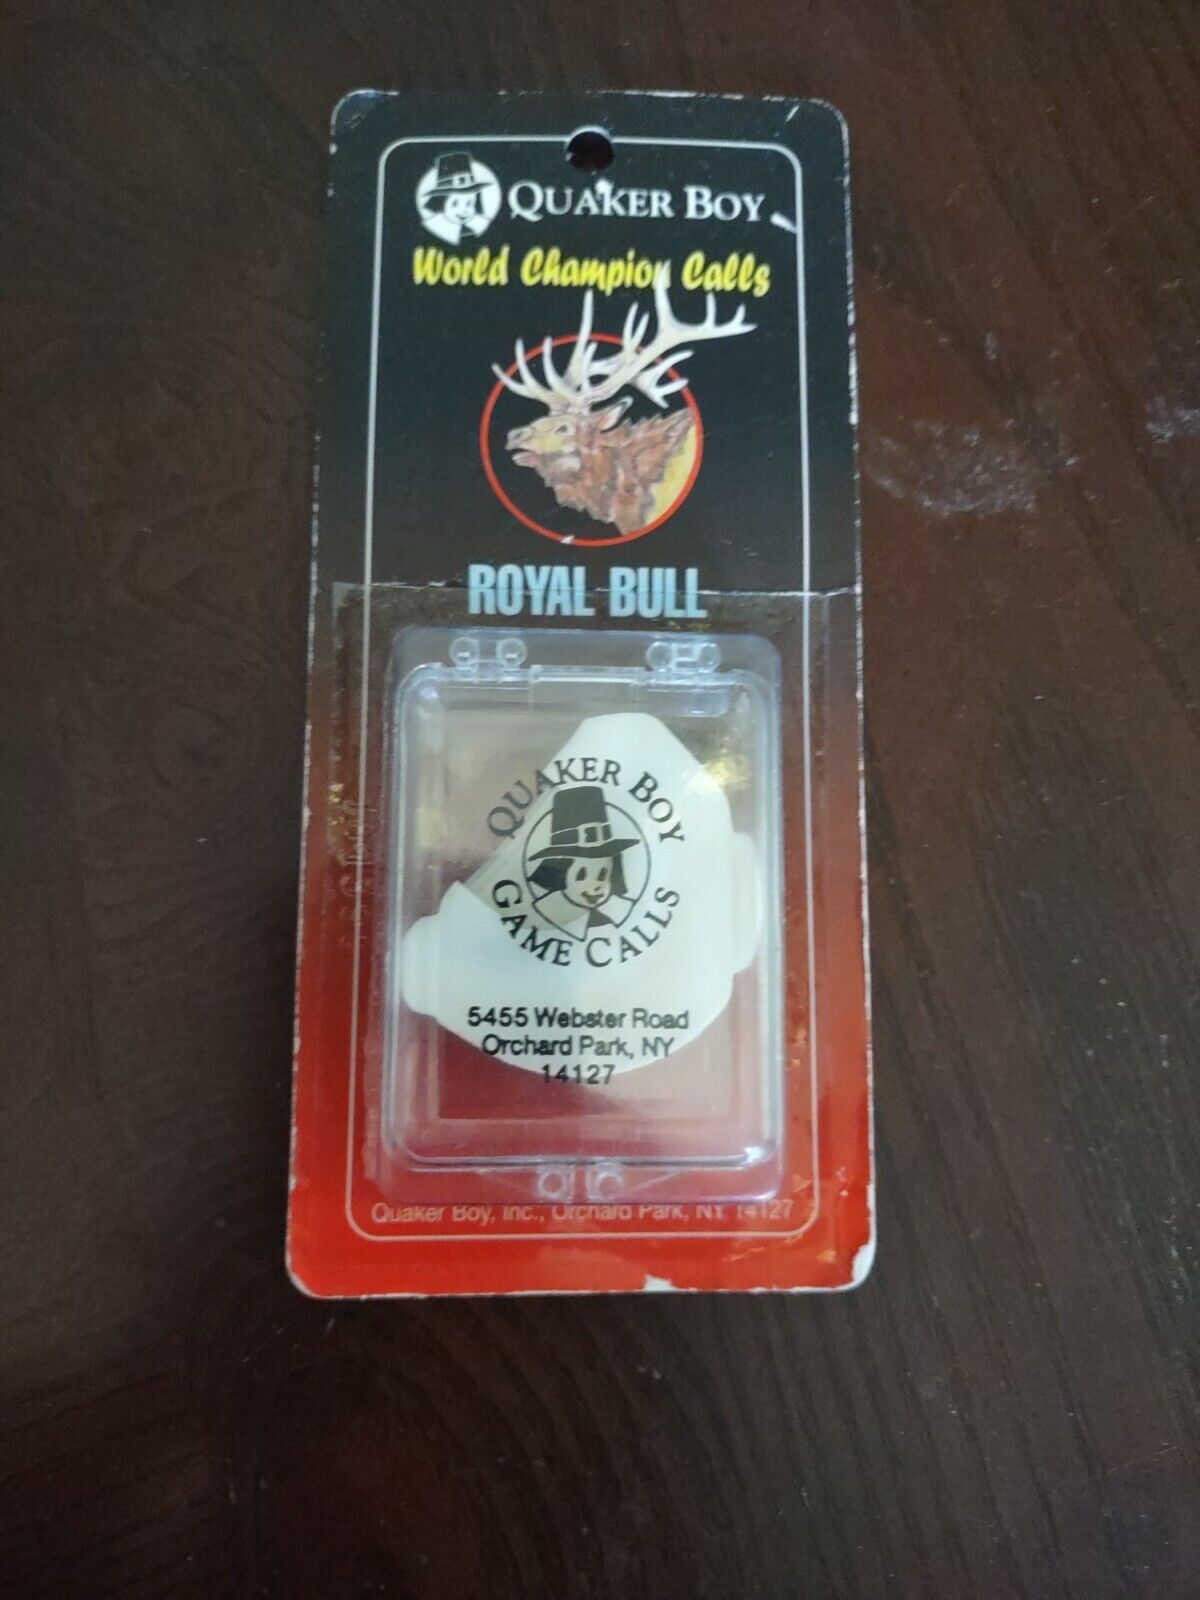 QUAKER BOY
World Champion Calls
ROYAL BULL
QUAKER BOY
GAME CALLS
5455 Webster Road
Orchard Park, NY
14127
Quaker Boy, Inc., Orchard Park, NY 14127